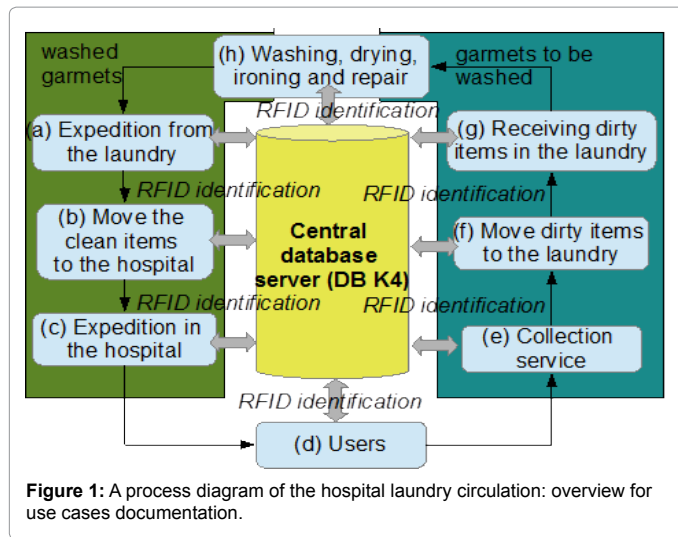 washed
garmets
(h) Washing, drying,
ironing and repair
garmets to be
washed
RFID identification
(a) Expedition from
the laundry
(g) Receiving dirty
items in the laundry
RFID identification
RFID identification
(b) Move the
clean items
to the hospital
Central
database
server (DB K4)
(f) Move dirty items
to the laundry
RFID identification
RFID identification
(c) Expedition in
the hospital
(e) Collection
service
RFID identification
(d) Users
Figure 1: A process diagram of the hospital laundry circulation: overview for
use cases documentation.